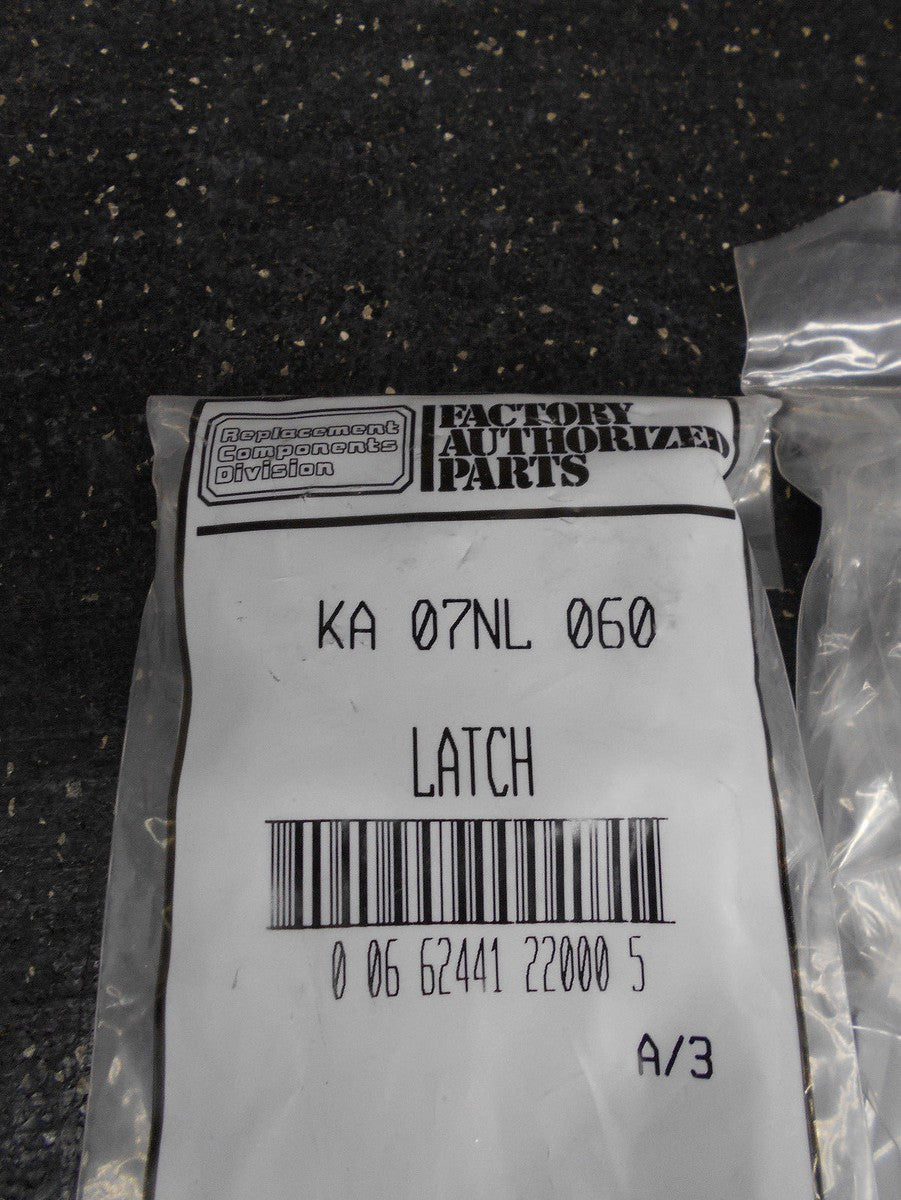 Replacement
Components
Division
FACTORY
AUTHORIZED
PARTS
KA 07NL 060
LATCH
0 06 62441 22000 5
A/3